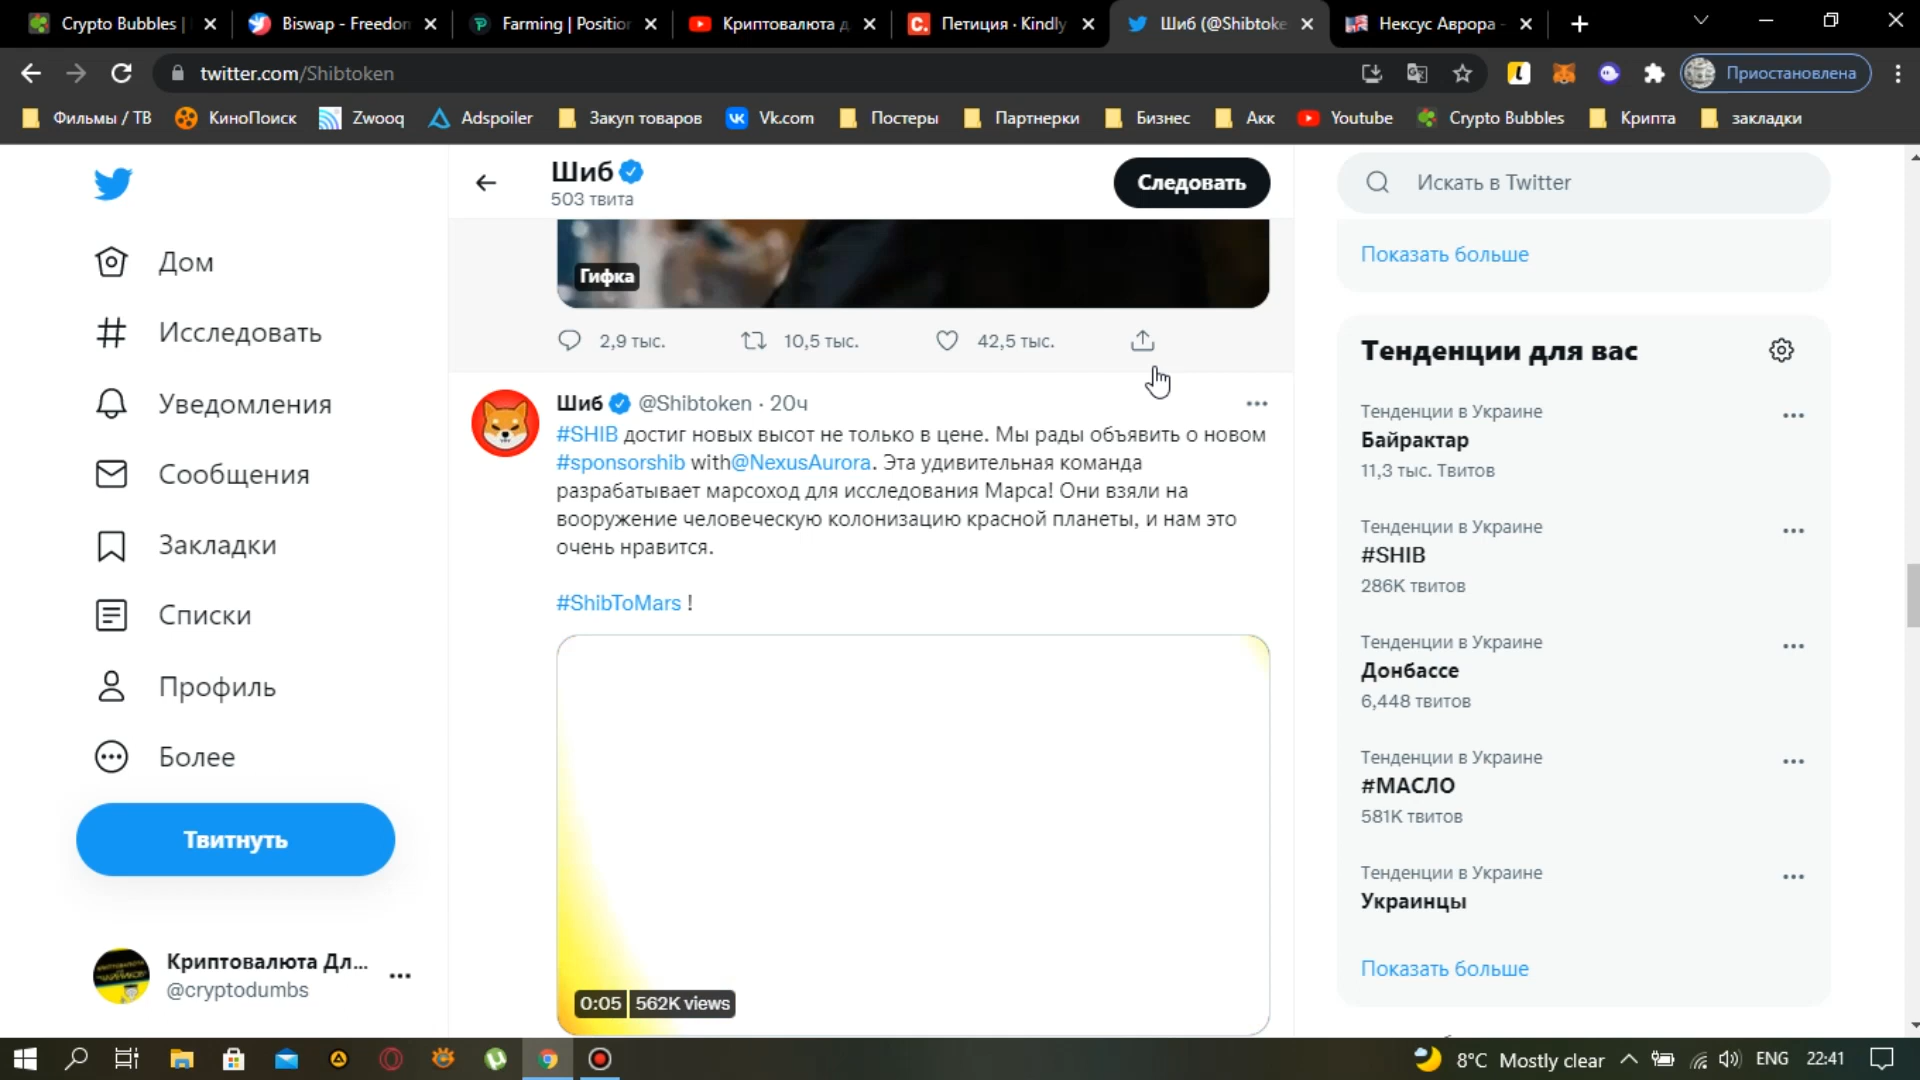 Crypto Bubbles |
Biswap - Freedom
Farming | Position
Криптовалюта д
Петиция · Kindly
Шиб (@Shibtoke
Нексус Аврора -
twitter.com/Shibtoken
Приостановлена
Фильмы / ТВ
КиноПоиск
Zwooq
Adspoiler
Закуп товаров
Vk.com
Постеры
Партнерки
Бизнес
Акк
Youtube
Crypto Bubbles
Крипта
закладки
Шиб
503 твита
Следовать
Искать в Twitter
Дом
Исследовать
Уведомления
Сообщения
Закладки
Списки
Профиль
Более
Твитнуть
Криптовалюта Дл...
@cryptodumbs
Гифка
2,9 тыс.
10,5 тыс.
42,5 тыс.
Шиб @Shibtoken · 20ч
#SHIB достиг новых высот не только в цене. Мы рады объявить о новом
#sponsorshib with@NexusAurora. Эта удивительная команда
разрабатывает марсоход для исследования Марса! Они взяли на
вооружение человеческую колонизацию красной планеты, и нам это
очень нравится.
#ShibToMars !
0:05 562K views
Показать больше
Тенденции для вас
Тенденции в Украине
Байрактар
11,3 тыс. Твитов
Тенденции в Украине
#SHIB
286K твитов
Тенденции в Украине
Донбассе
6,448 твитов
Тенденции в Украине
#МАСЛО
581K твитов
Тенденции в Украине
Украинцы
Показать больше
8°C Mostly clear
ENG
22:41